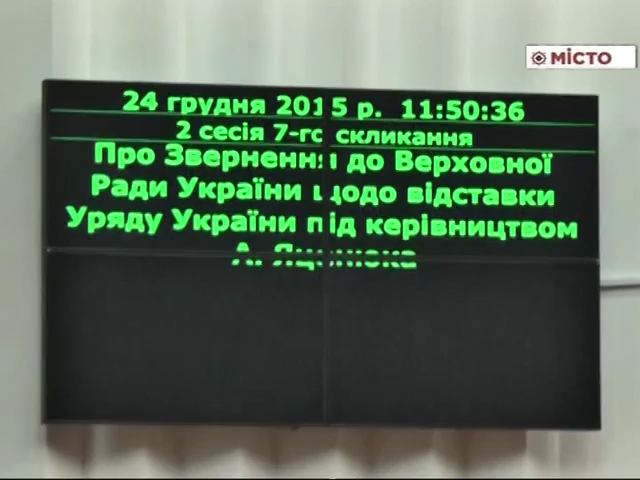 МІСТО
24 грудня 2015 р. 11:50:36
2 сесія 7-го скликання
Про Звернення до Верховної
Ради України щодо відставки
Уряду України під керівництвом
А. Яценюка